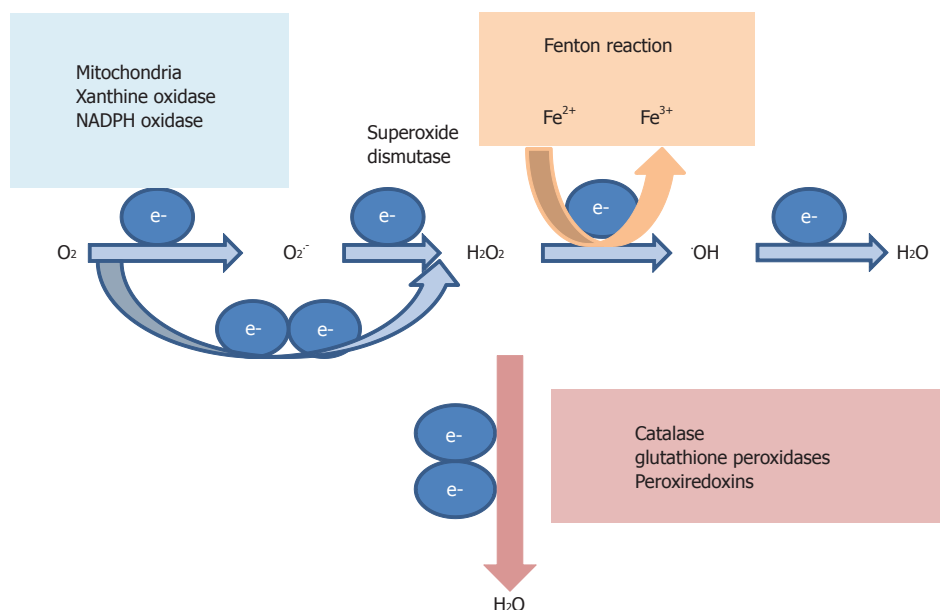 Mitochondria
Xanthine oxidase
NADPH oxidase
Fenton reaction
Fe²⁺ Fe³⁺
Superoxide
dismutase
e- e- e- e-
O₂ O₂·⁻ H₂O₂ ·OH H₂O
e- e-
e-
e-
Catalase
glutathione peroxidases
Peroxiredoxins
H₂O